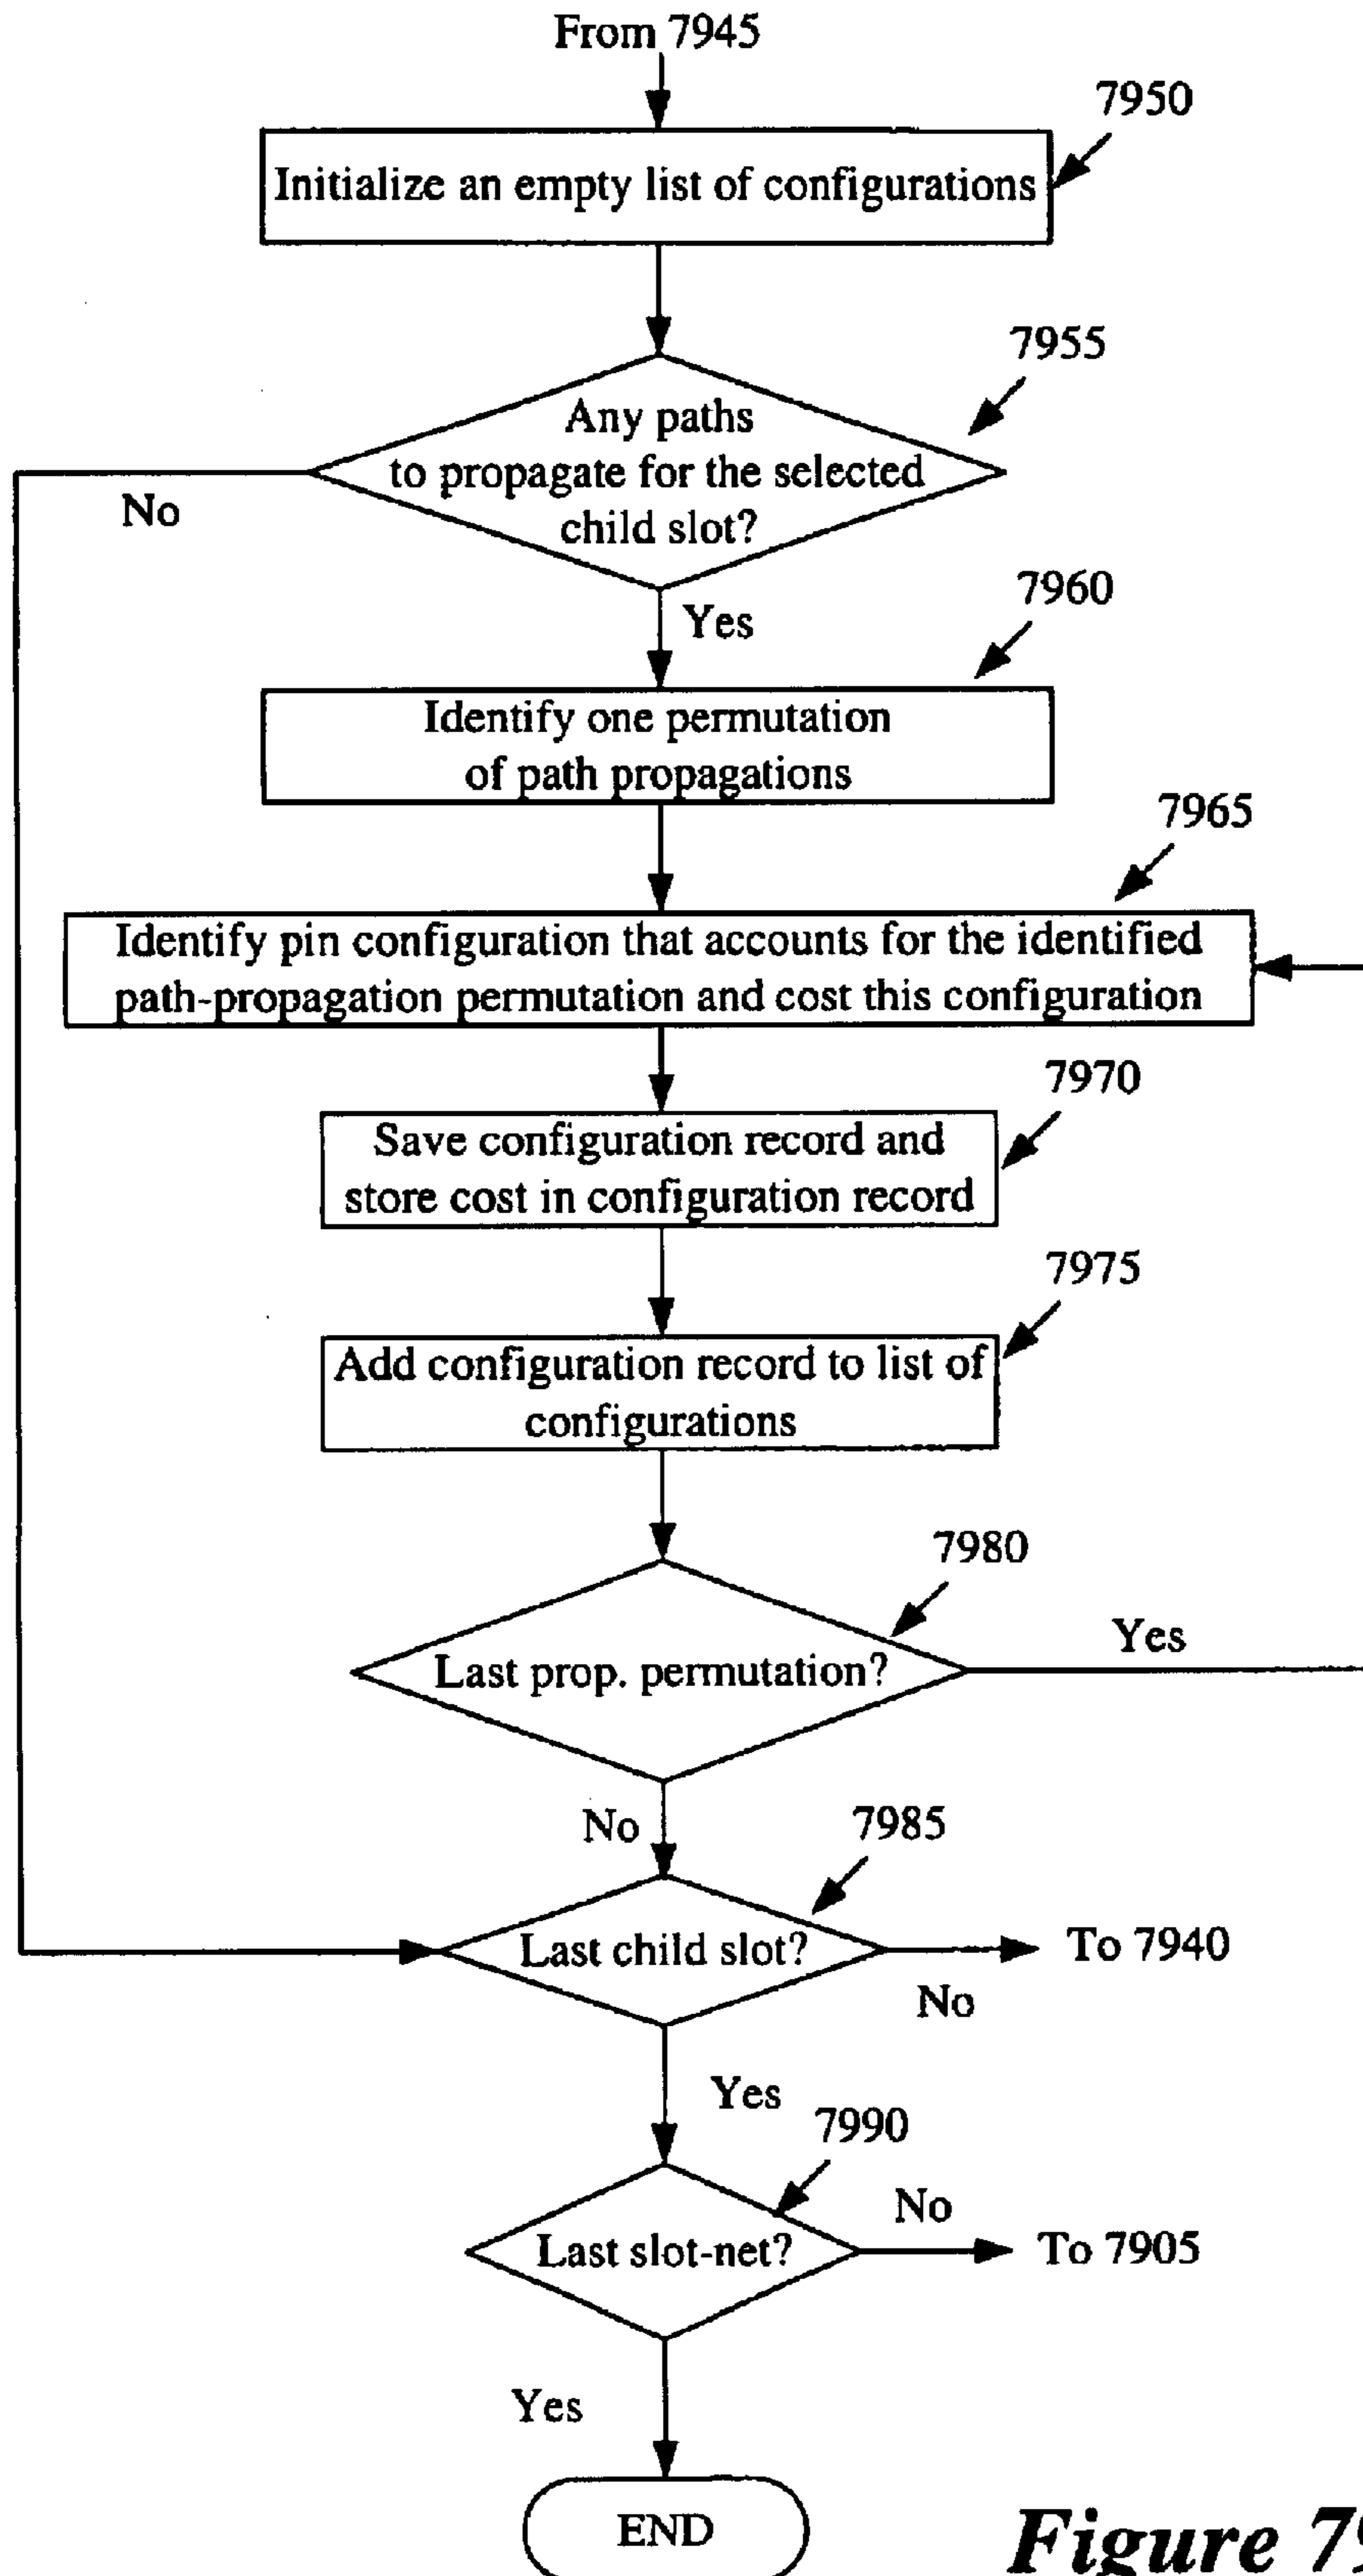 From 7945
7950
Initialize an empty list of configurations
7955
Any paths
to propagate for the selected
child slot?
No
Yes
7960
Identify one permutation
of path propagations
7965
Identify pin configuration that accounts for the identified
path-propagation permutation and cost this configuration
7970
Save configuration record and
store cost in configuration record
7975
Add configuration record to list of
configurations
7980
Last prop. permutation?
Yes
No
7985
Last child slot?
To 7940
No
Yes
7990
Last slot-net?
No
To 7905
Yes
END
Figure 79